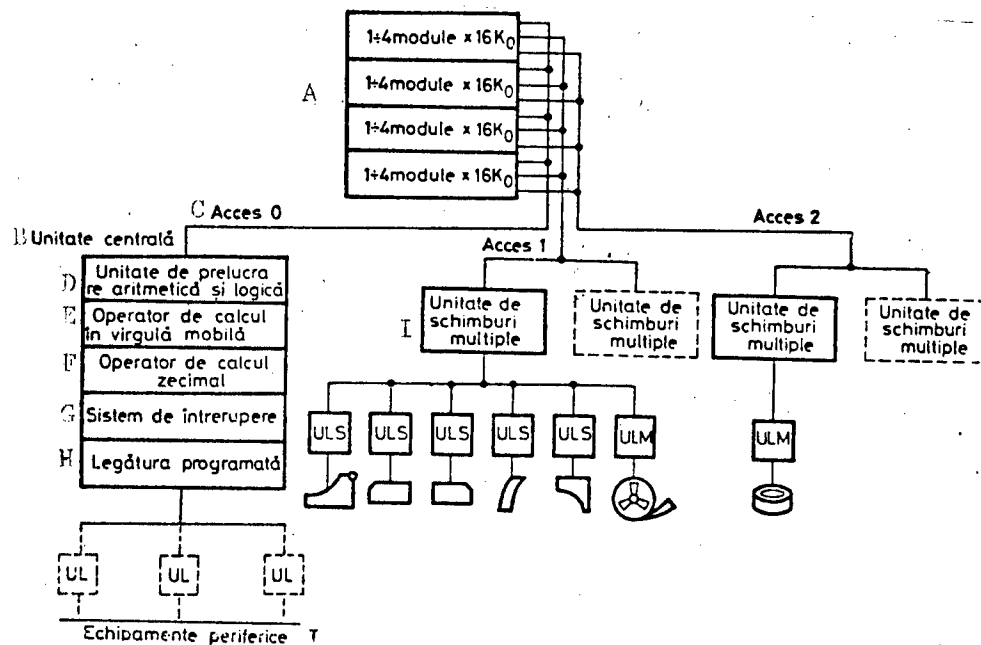 1÷4module × 16K₀
A
1÷4module × 16K₀
1÷4module × 16K₀
1÷4module × 16K₀
C Acces 0
Acces 2
B Unitate centrală
Acces 1
D
Unitate de prelucra
re aritmetică și logică
E
Operator de calcul
în virgulă mobilă
F
Operator de calcul
zecimal
G
Sistem de întrerupere
H
Legătura programată
I
Unitate de
schimburi
multiple
Unitate de
schimburi
multiple
Unitate de
schimburi
multiple
Unitate de
schimburi
multiple
ULS
ULS
ULS
ULS
ULS
ULM
ULM
UL
UL
UL
Echipamente periferice